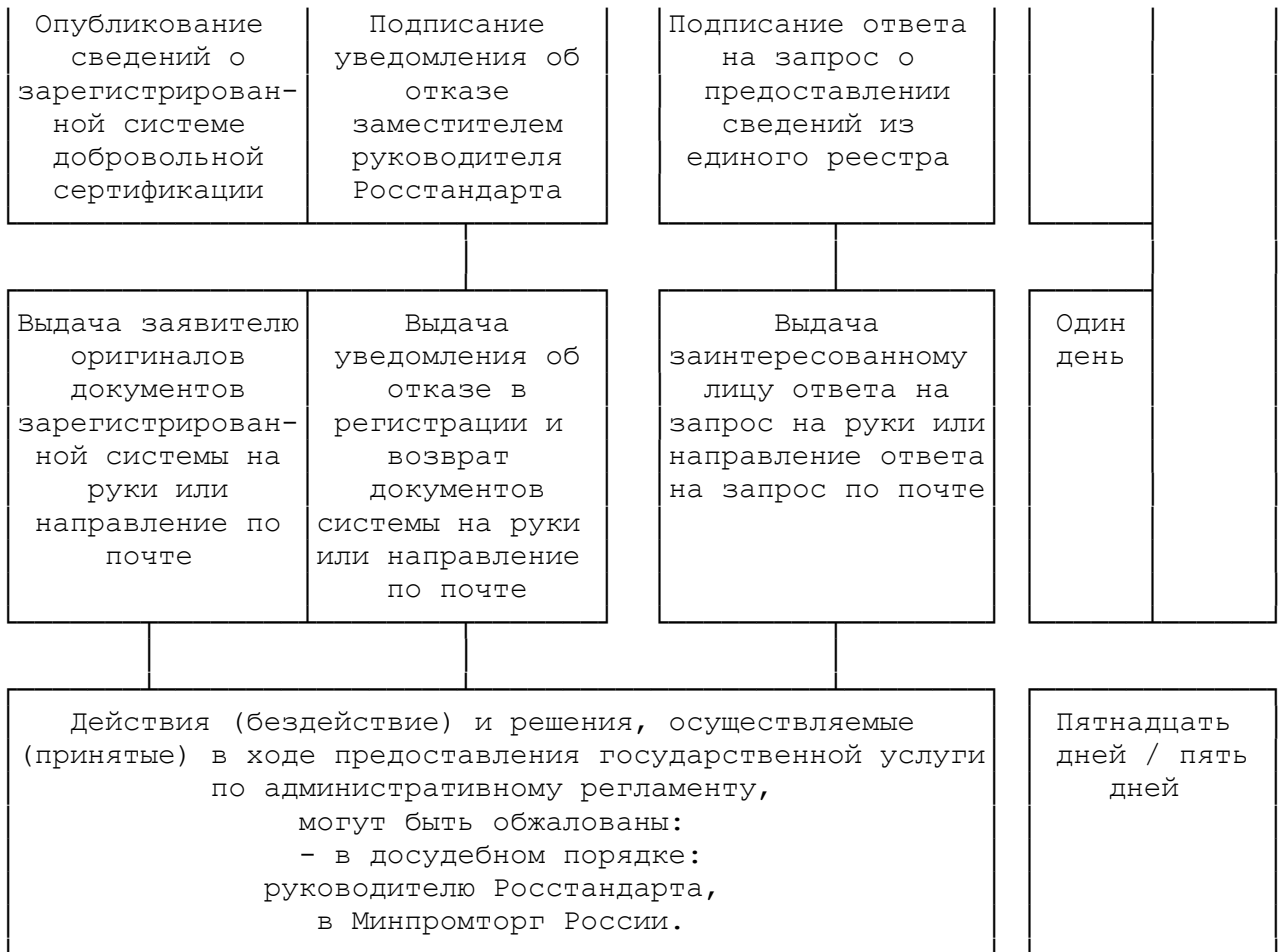 Опубликование
сведений о
зарегистрирован-
ной системе
добровольной
сертификации
Подписание
уведомления об
отказе
заместителем
руководителя
Росстандарта
Подписание ответа
на запрос о
предоставлении
сведений из
единого реестра
Выдача заявителю
оригиналов
документов
зарегистрирован-
ной системы на
руки или
направление по
почте
Выдача
уведомления об
отказе в
регистрации и
возврат
документов
системы на руки
или направление
по почте
Выдача
заинтересованному
лицу ответа на
запрос на руки или
направление ответа
на запрос по почте
Один
день
Действия (бездействие) и решения, осуществляемые
(принятые) в ходе предоставления государственной услуги
по административному регламенту,
могут быть обжалованы:
- в досудебном порядке:
руководителю Росстандарта,
в Минпромторг России.
Пятнадцать
дней / пять
дней